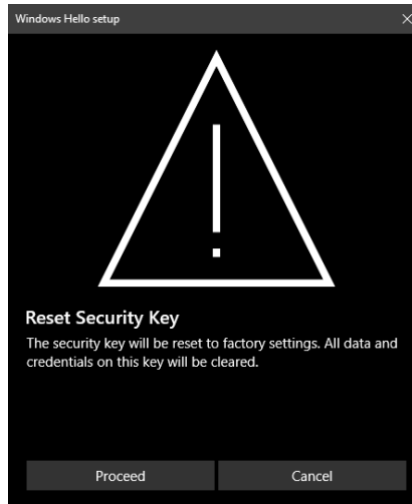 Windows Hello setup
Reset Security Key
The security key will be reset to factory settings. All data and
credentials on this key will be cleared.
Proceed
Cancel